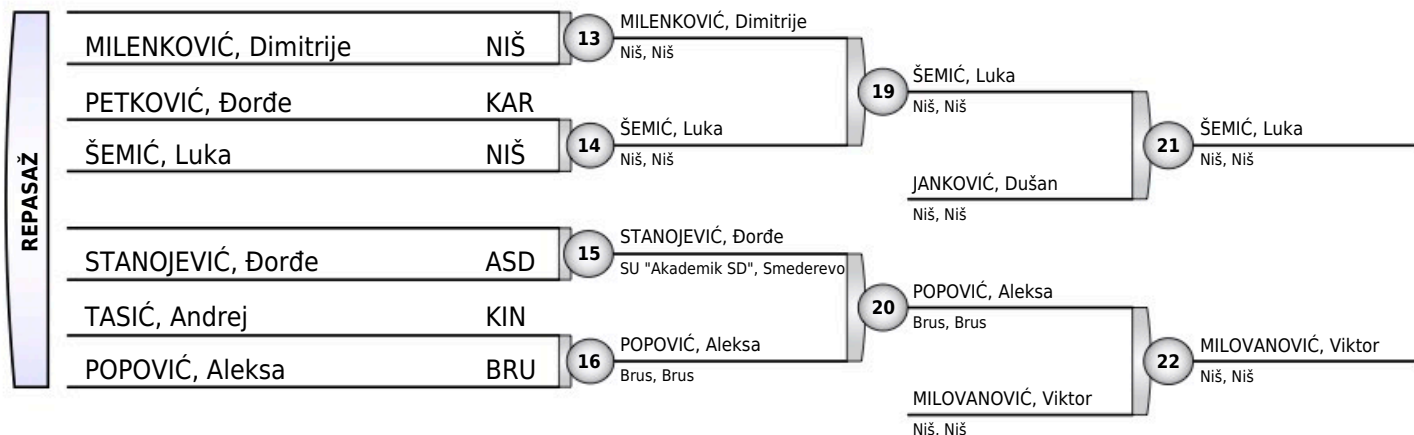 REPASAŽ
MILENKOVIĆ, Dimitrije NIŠ
PETKOVIĆ, Đorđe KAR
ŠEMIĆ, Luka NIŠ
STANOJEVIĆ, Đorđe ASD
TASIĆ, Andrej KIN
POPOVIĆ, Aleksa BRU
13
MILENKOVIĆ, Dimitrije
Niš, Niš
14
ŠEMIĆ, Luka
Niš, Niš
15
STANOJEVIĆ, Đorđe
SU "Akademik SD", Smederevo
16
POPOVIĆ, Aleksa
Brus, Brus
19
ŠEMIĆ, Luka
Niš, Niš
JANKOVIĆ, Dušan
Niš, Niš
20
POPOVIĆ, Aleksa
Brus, Brus
MILOVANOVIĆ, Viktor
Niš, Niš
21
ŠEMIĆ, Luka
Niš, Niš
22
MILOVANOVIĆ, Viktor
Niš, Niš